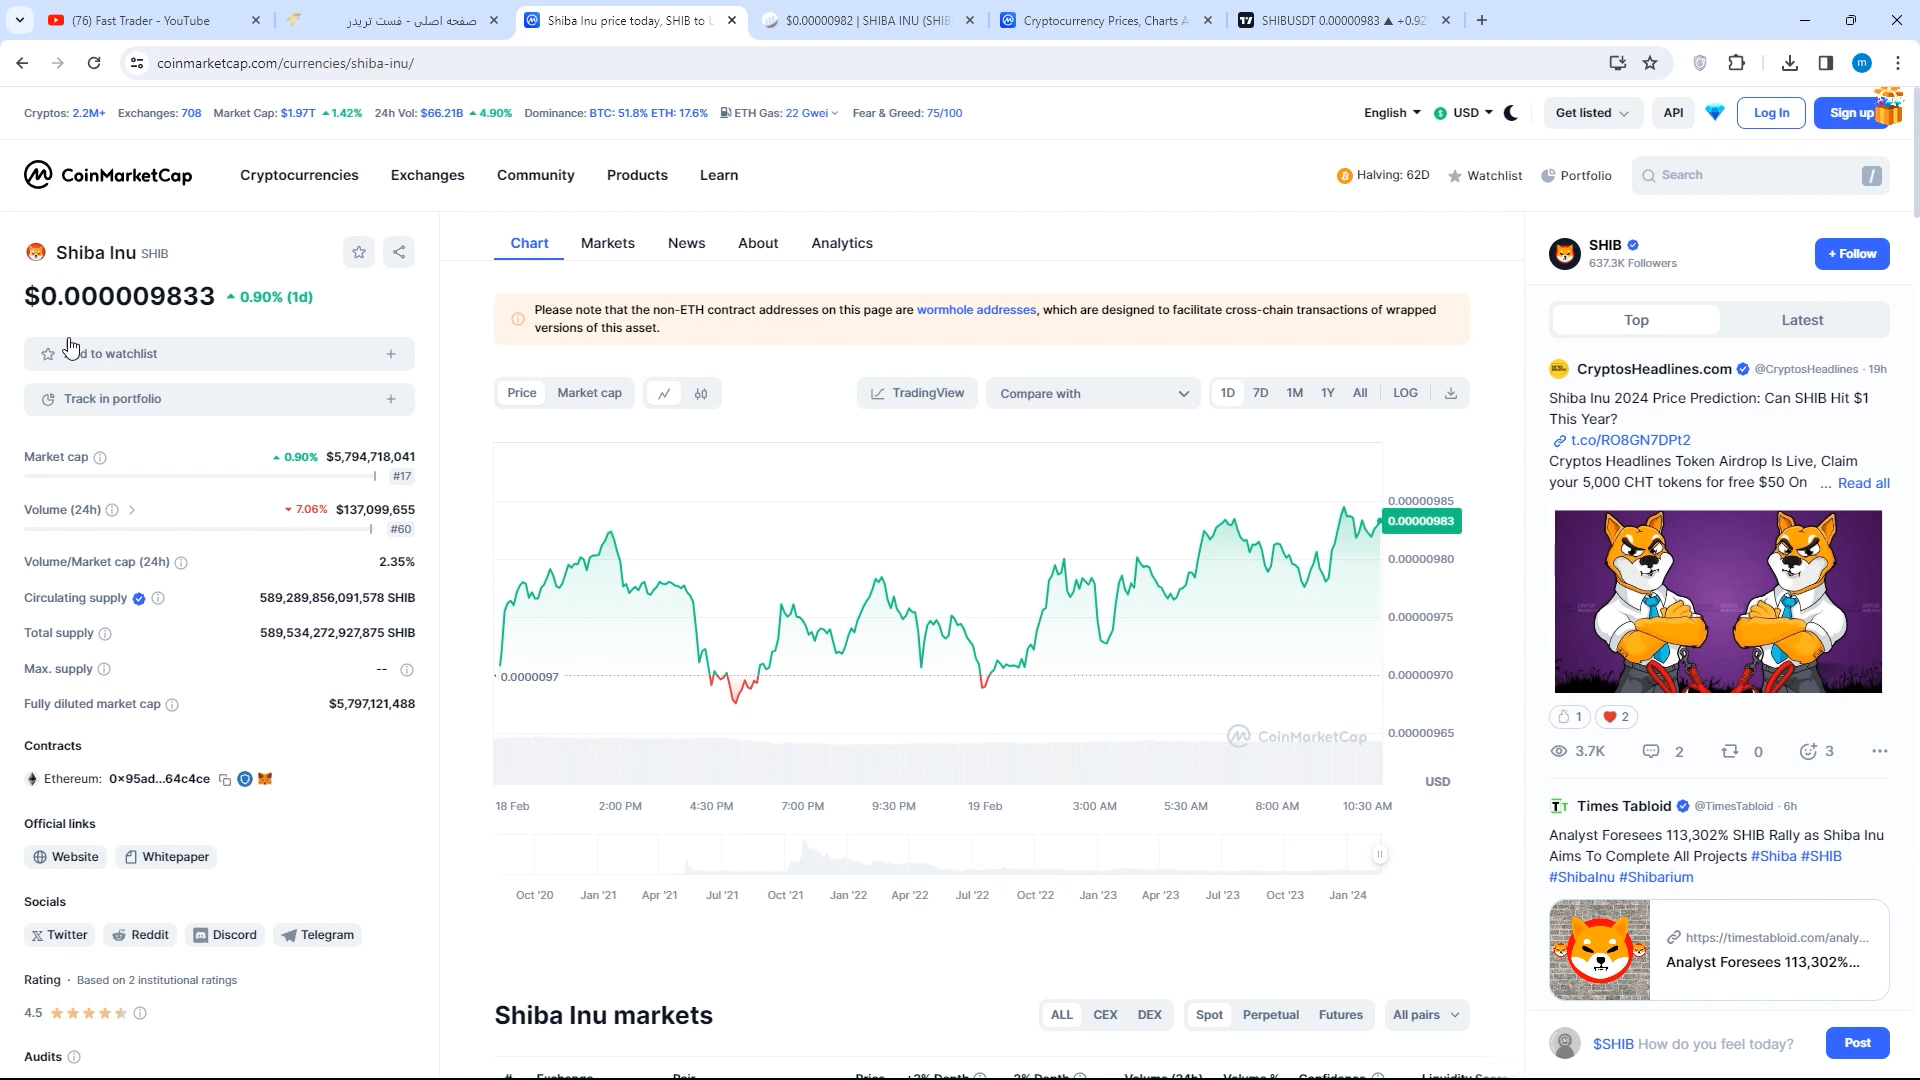 (76) Fast Trader - YouTube
صفحه اصلی - فست تریدر
Shiba Inu price today, SHIB to U
$0.00000982 | SHIBA INU (SHIB
Cryptocurrency Prices, Charts A
SHIBUSDT 0.00000983 ▲ +0.92
coinmarketcap.com/currencies/shiba-inu/
m
Cryptos: 2.2M+ Exchanges: 708 Market Cap: $1.97T 1.42% 24h Vol: $66.21B 4.90% Dominance: BTC: 51.8% ETH: 17.6% ETH Gas: 22 Gwei Fear & Greed: 75/100
English
USD
Get listed
API
Log In
Sign up
CoinMarketCap
Cryptocurrencies Exchanges Community Products Learn
Halving: 62D Watchlist Portfolio
Search /
Shiba Inu SHIB
$0.000009833 0.90% (1d)
to watchlist +
Track in portfolio +
Market cap 0.90% $5,794,718,041
#17
Volume (24h) 7.06% $137,099,655
#60
Volume/Market cap (24h) 2.35%
Circulating supply 589,289,856,091,578 SHIB
Total supply 589,534,272,927,875 SHIB
Max. supply --
Fully diluted market cap $5,797,121,488
Contracts
Ethereum: 0x95ad...64c4ce
Official links
Website Whitepaper
Socials
Twitter Reddit Discord Telegram
Rating · Based on 2 institutional ratings
4.5
Audits
Chart Markets News About Analytics
Please note that the non-ETH contract addresses on this page are wormhole addresses, which are designed to facilitate cross-chain transactions of wrapped
versions of this asset.
Price Market cap
TradingView
Compare with
1D 7D 1M 1Y All LOG
0.00000985
0.00000983
0.00000980
0.00000975
0.0000097
0.00000970
0.00000965
CoinMarketCap
USD
18 Feb 2:00 PM 4:30 PM 7:00 PM 9:30 PM 19 Feb 3:00 AM 5:30 AM 8:00 AM 10:30 AM
Oct '20 Jan '21 Apr '21 Jul '21 Oct '21 Jan '22 Apr '22 Jul '22 Oct '22 Jan '23 Apr '23 Jul '23 Oct '23 Jan '24
Shiba Inu markets
ALL CEX DEX
Spot Perpetual Futures
All pairs
# Exchange Pair Price +2% Depth -2% Depth Volume (24h) Volume % Confidence Liquidity Score
SHIB
637.3K Followers
+ Follow
Top Latest
CryptosHeadlines.com @CryptosHeadlines · 19h
Shiba Inu 2024 Price Prediction: Can SHIB Hit $1
This Year?
t.co/RO8GN7DPt2
Cryptos Headlines Token Airdrop Is Live, Claim
your 5,000 CHT tokens for free $50 On ... Read all
1 2
3.7K 2 0 3
Times Tabloid @TimesTabloid · 6h
Analyst Foresees 113,302% SHIB Rally as Shiba Inu
Aims To Complete All Projects #Shiba #SHIB
#ShibaInu #Shibarium
https://timestabloid.com/analy...
Analyst Foresees 113,302%...
$SHIB How do you feel today?
Post